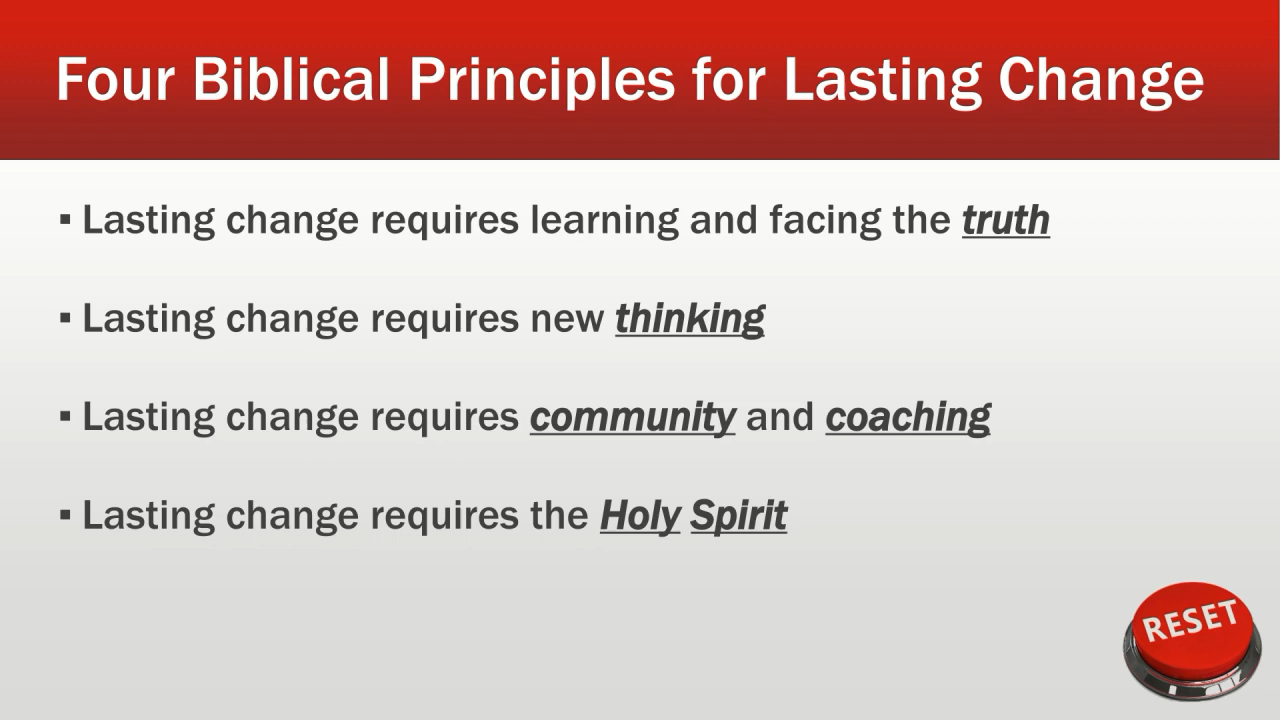 Four Biblical Principles for Lasting Change
▪ Lasting change requires learning and facing the truth
▪ Lasting change requires new thinking
▪ Lasting change requires community and coaching
▪ Lasting change requires the Holy Spirit
RESET